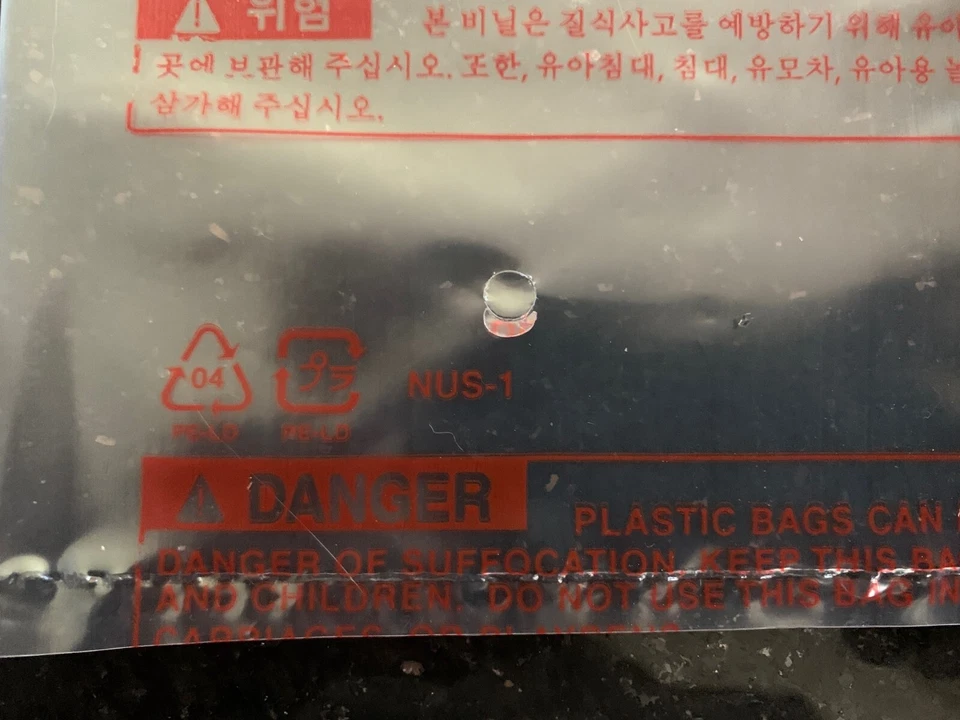 위험
본 비닐은 질식사고를 예방하기 위해 유아
곳에 보관해 주십시오. 또한, 유아침대, 침대, 유모차, 유아용
삼가해 주십시오.
04
プラ
NUS-1
PE-LD
PE-LD
DANGER
PLASTIC BAGS CAN
DANGER OF SUFFOCATION. KEEP THIS BA
AND CHILDREN. DO NOT USE THIS BAG IN